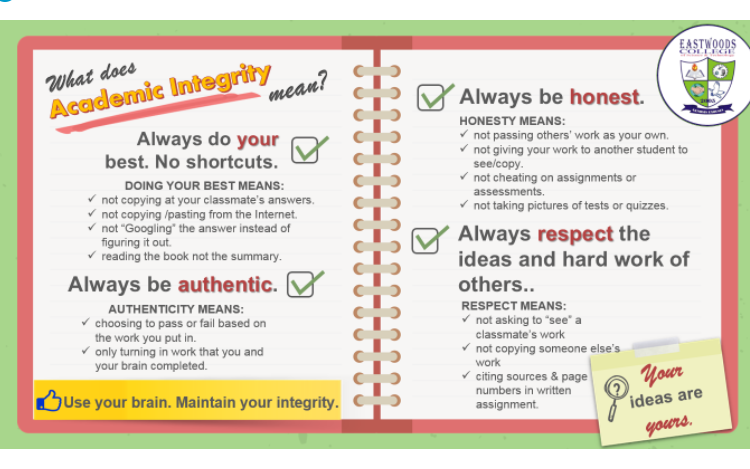 What does
Academic Integrity
mean?
Always do your
best. No shortcuts.
DOING YOUR BEST MEANS:
✓ not copying at your classmate's answers.
✓ not copying /pasting from the Internet.
✓ not "Googling" the answer instead of
figuring it out.
✓ reading the book not the summary.
Always be authentic.
AUTHENTICITY MEANS:
✓ choosing to pass or fail based on
the work you put in.
✓ only turning in work that you and
your brain completed.
Use your brain. Maintain your integrity.
EASTWOODS
Always be honest.
HONESTY MEANS:
✓ not passing others' work as your own.
✓ not giving your work to another student to
see/copy.
✓ not cheating on assignments or
assessments.
✓ not taking pictures of tests or quizzes.
Always respect the
ideas and hard work of
others..
RESPECT MEANS:
✓ not asking to "see" a
classmate's work
✓ not copying someone else's
work
✓ citing sources & page
numbers in written
assignment.
Your
ideas are
yours.